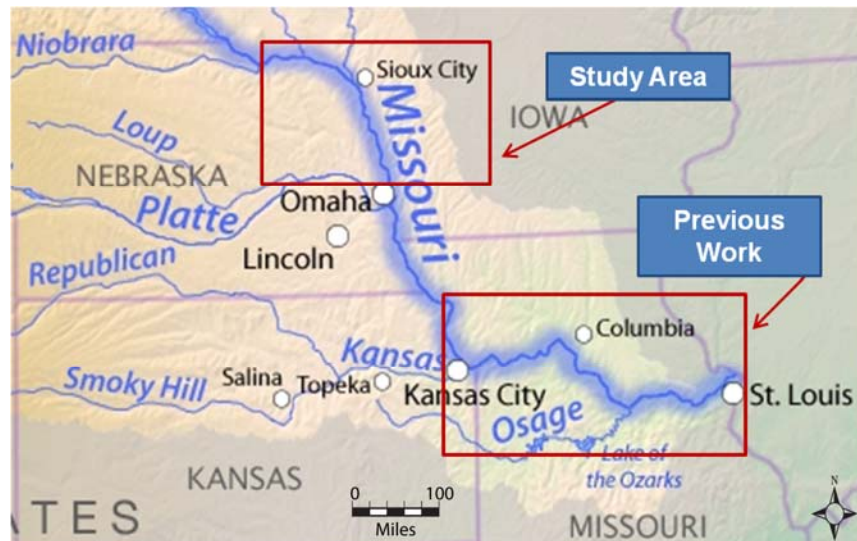 Niobrara
Sioux City
Study Area
Missouri
IOWA
Loup
NEBRASKA
Omaha
Platte
Lincoln
Previous
Work
Republican
Columbia
Kansas
Smoky Hill
Salina
Topeka
Kansas City
St. Louis
Osage
Lake of
the Ozarks
KANSAS
0 100
Miles
N
ATES
MISSOURI